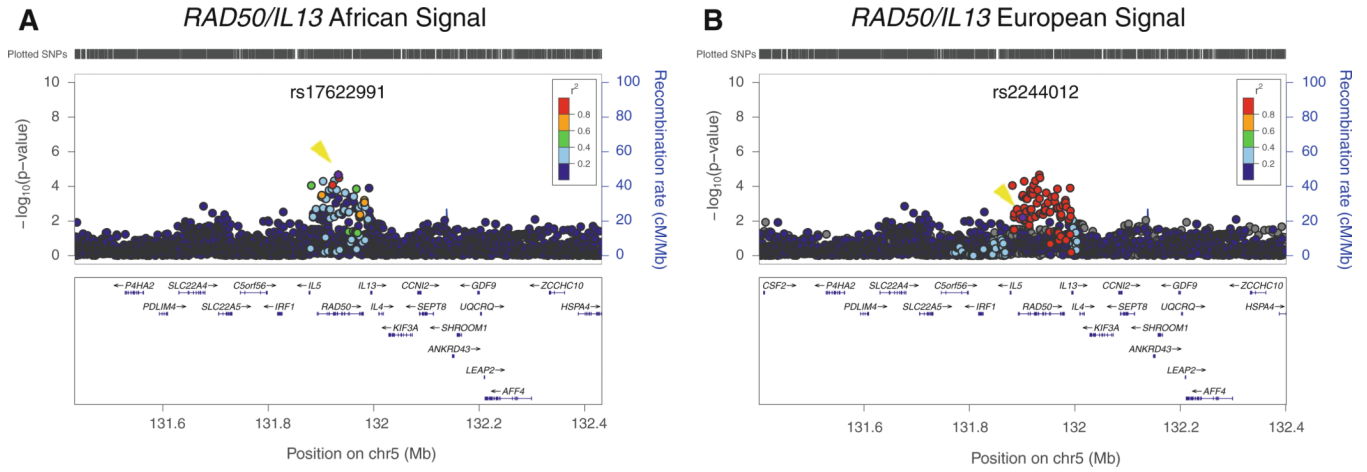 A RAD50/IL13 African Signal
Plotted SNPs
10
8
6
4
2
0
−log10(p−value)
rs17622991
r2
0.8
0.6
0.4
0.2
100
80
60
40
20
0
Recombination rate (cM/Mb)
←P4HA2 SLC22A4→ C5orf56→ ←IL5 IL13→ CCNI2→ ←GDF9 ZCCHC10
PDLIM4→ SLC22A5→ ←IRF1 RAD50→ IL4→ ←SEPT8 UQCRQ→ HSPA4→
←KIF3A ←SHROOM1
ANKRD43→
LEAP2→
←AFF4
131.6 131.8 132 132.2 132.4
Position on chr5 (Mb)
B RAD50/IL13 European Signal
Plotted SNPs
10
8
6
4
2
0
−log10(p−value)
rs2244012
r2
0.8
0.6
0.4
0.2
100
80
60
40
20
0
Recombination rate (cM/Mb)
CSF2→ ←P4HA2 SLC22A4→ C5orf56→ ←IL5 IL13→ CCNI2→ ←GDF9 ←ZCCHC10
PDLIM4→ SLC22A5→ ←IRF1 RAD50→ IL4→ ←SEPT8 UQCRQ→ HSPA4→
←KIF3A ←SHROOM1
ANKRD43→
LEAP2→
←AFF4
131.6 131.8 132 132.2 132.4
Position on chr5 (Mb)